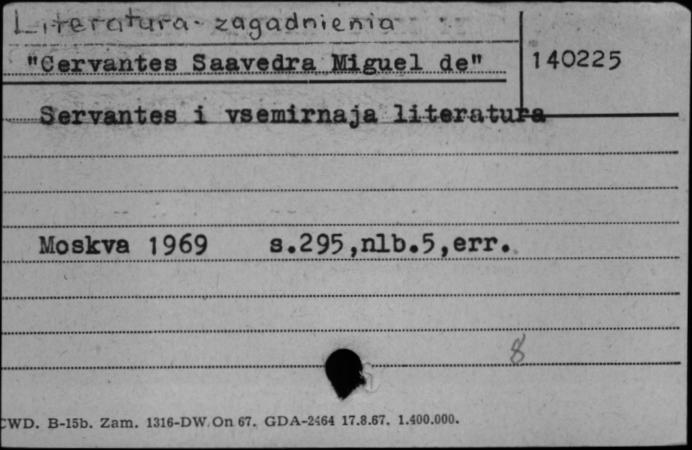 Literatura - zagadnienia
"Cervantes Saavedra Miguel de" 140225
Servantes i vsemirnaja literatura
Moskva 1969 s.295,nlb.5,err.
8
CWD. B-15b. Zam. 1316-DW. On 67. GDA-2464 17.8.67. 1.400.000.